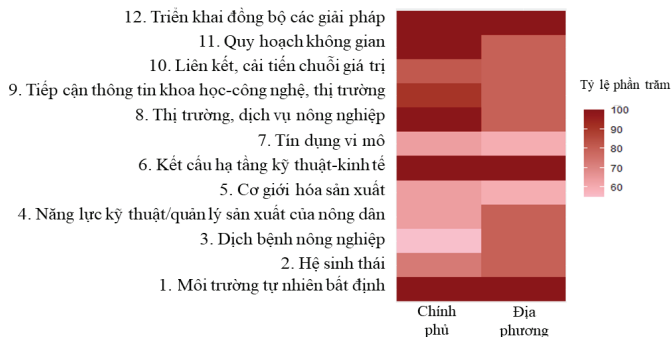 12. Triển khai đồng bộ các giải pháp
11. Quy hoạch không gian
10. Liên kết, cải tiến chuỗi giá trị
9. Tiếp cận thông tin khoa học-công nghệ, thị trường
8. Thị trường, dịch vụ nông nghiệp
7. Tín dụng vi mô
6. Kết cấu hạ tầng kỹ thuật-kinh tế
5. Cơ giới hóa sản xuất
4. Năng lực kỹ thuật/quản lý sản xuất của nông dân
3. Dịch bệnh nông nghiệp
2. Hệ sinh thái
1. Môi trường tự nhiên bất định
Chính
phủ
Địa
phương
Tỷ lệ phần trăm
100
90
80
70
60